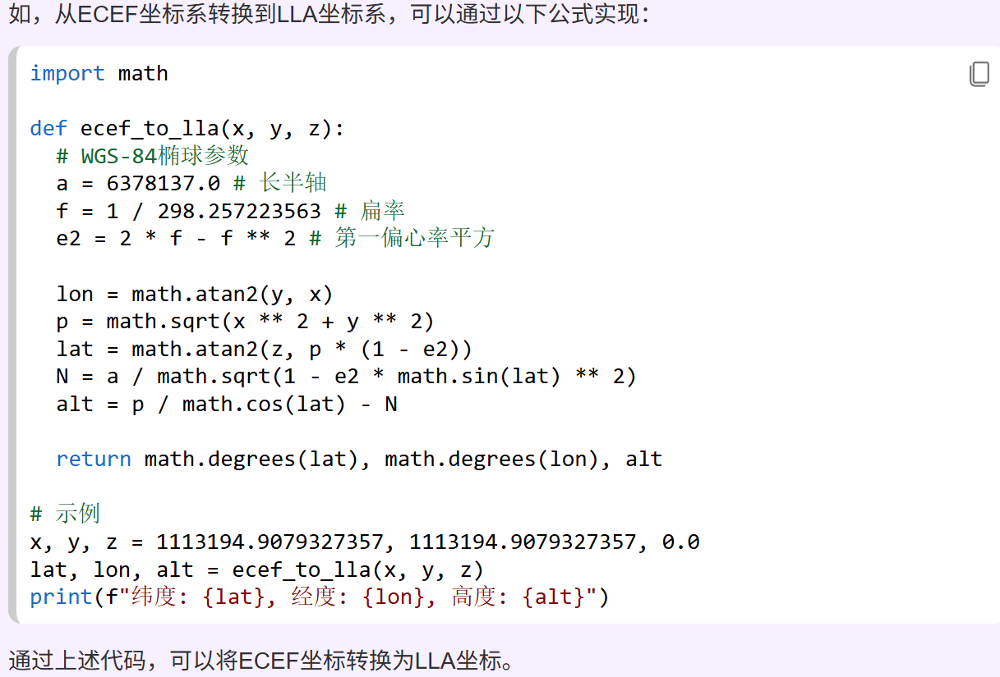 如，从ECEF坐标系转换到LLA坐标系，可以通过以下公式实现：
import math
def ecef_to_lla(x, y, z):
# WGS-84椭球参数
a = 6378137.0 # 长半轴
f = 1 / 298.257223563 # 扁率
e2 = 2 * f - f ** 2 # 第一偏心率平方
lon = math.atan2(y, x)
p = math.sqrt(x ** 2 + y ** 2)
lat = math.atan2(z, p * (1 - e2))
N = a / math.sqrt(1 - e2 * math.sin(lat) ** 2)
alt = p / math.cos(lat) - N
return math.degrees(lat), math.degrees(lon), alt
# 示例
x, y, z = 1113194.9079327357, 1113194.9079327357, 0.0
lat, lon, alt = ecef_to_lla(x, y, z)
print(f"纬度: {lat}, 经度: {lon}, 高度: {alt}")
通过上述代码，可以将ECEF坐标转换为LLA坐标。